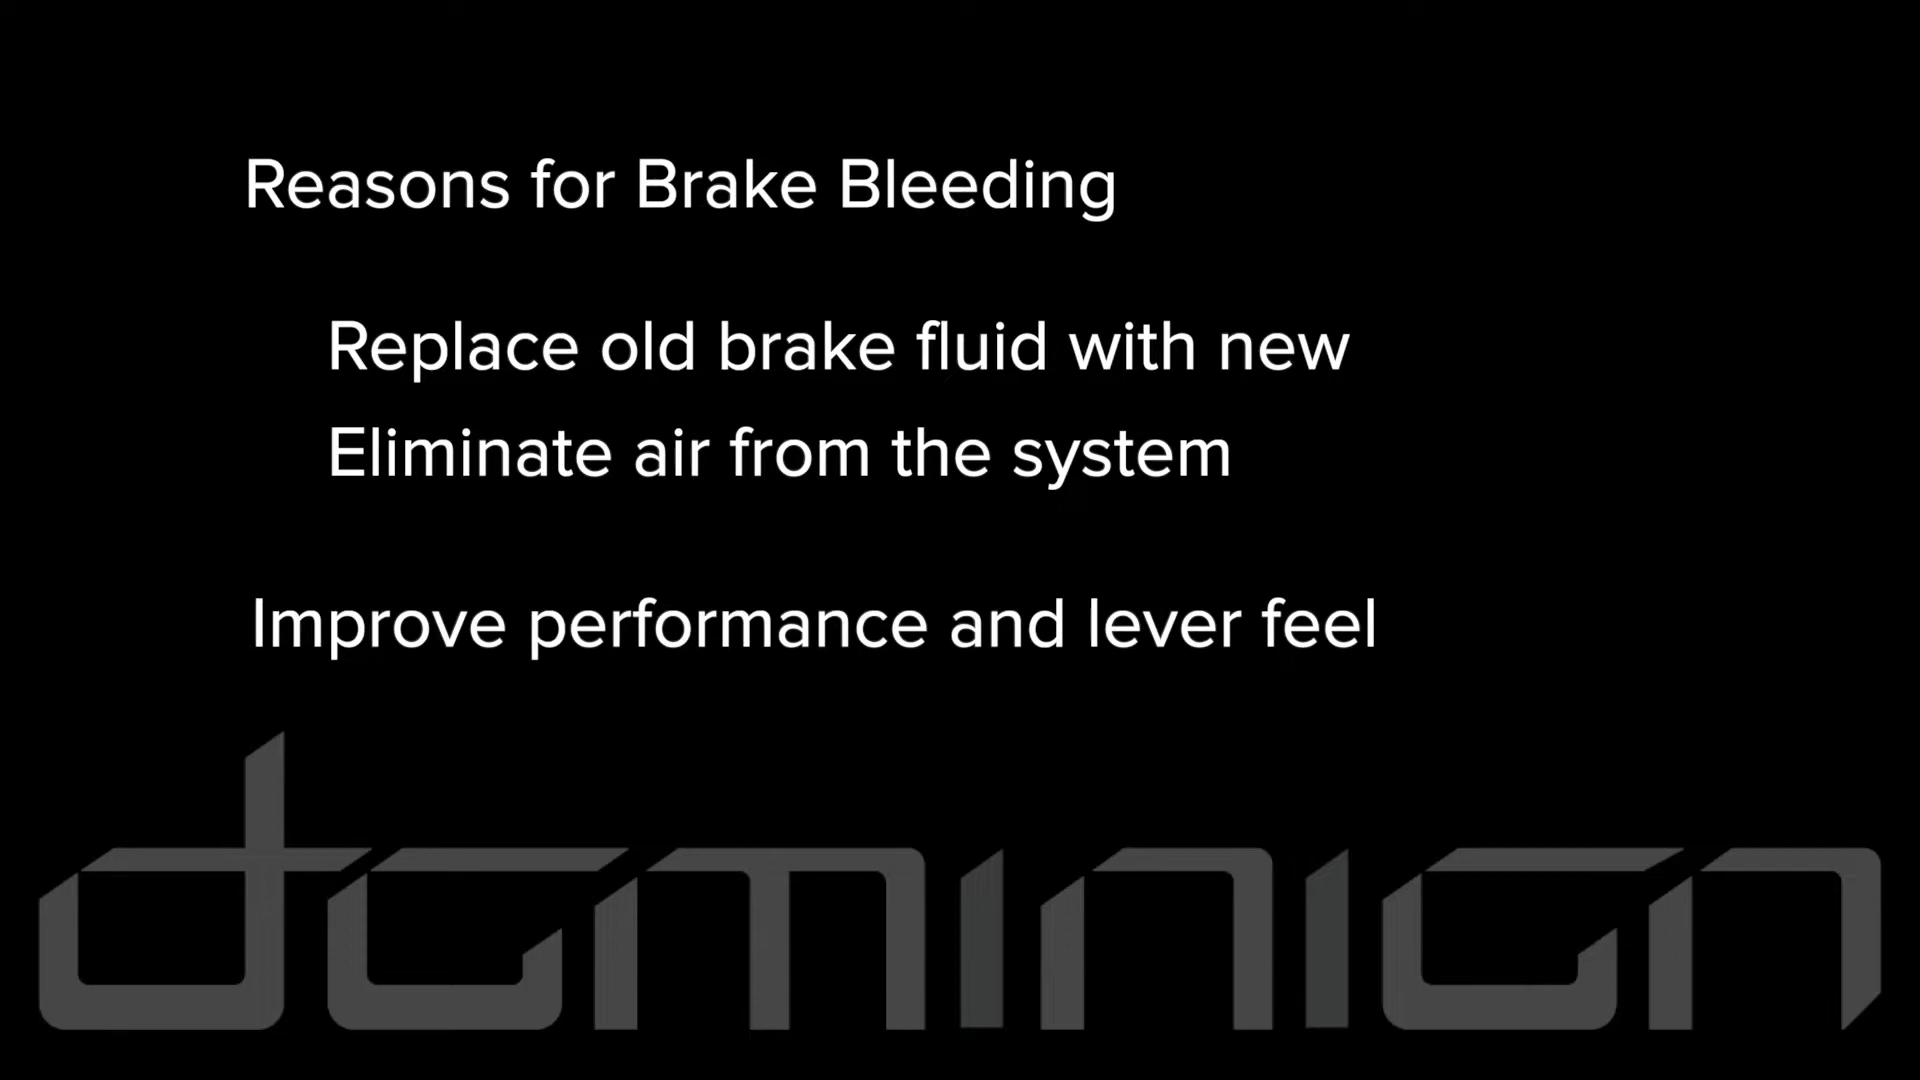 Reasons for Brake Bleeding
Replace old brake fluid with new
Eliminate air from the system
Improve performance and lever feel
dominion